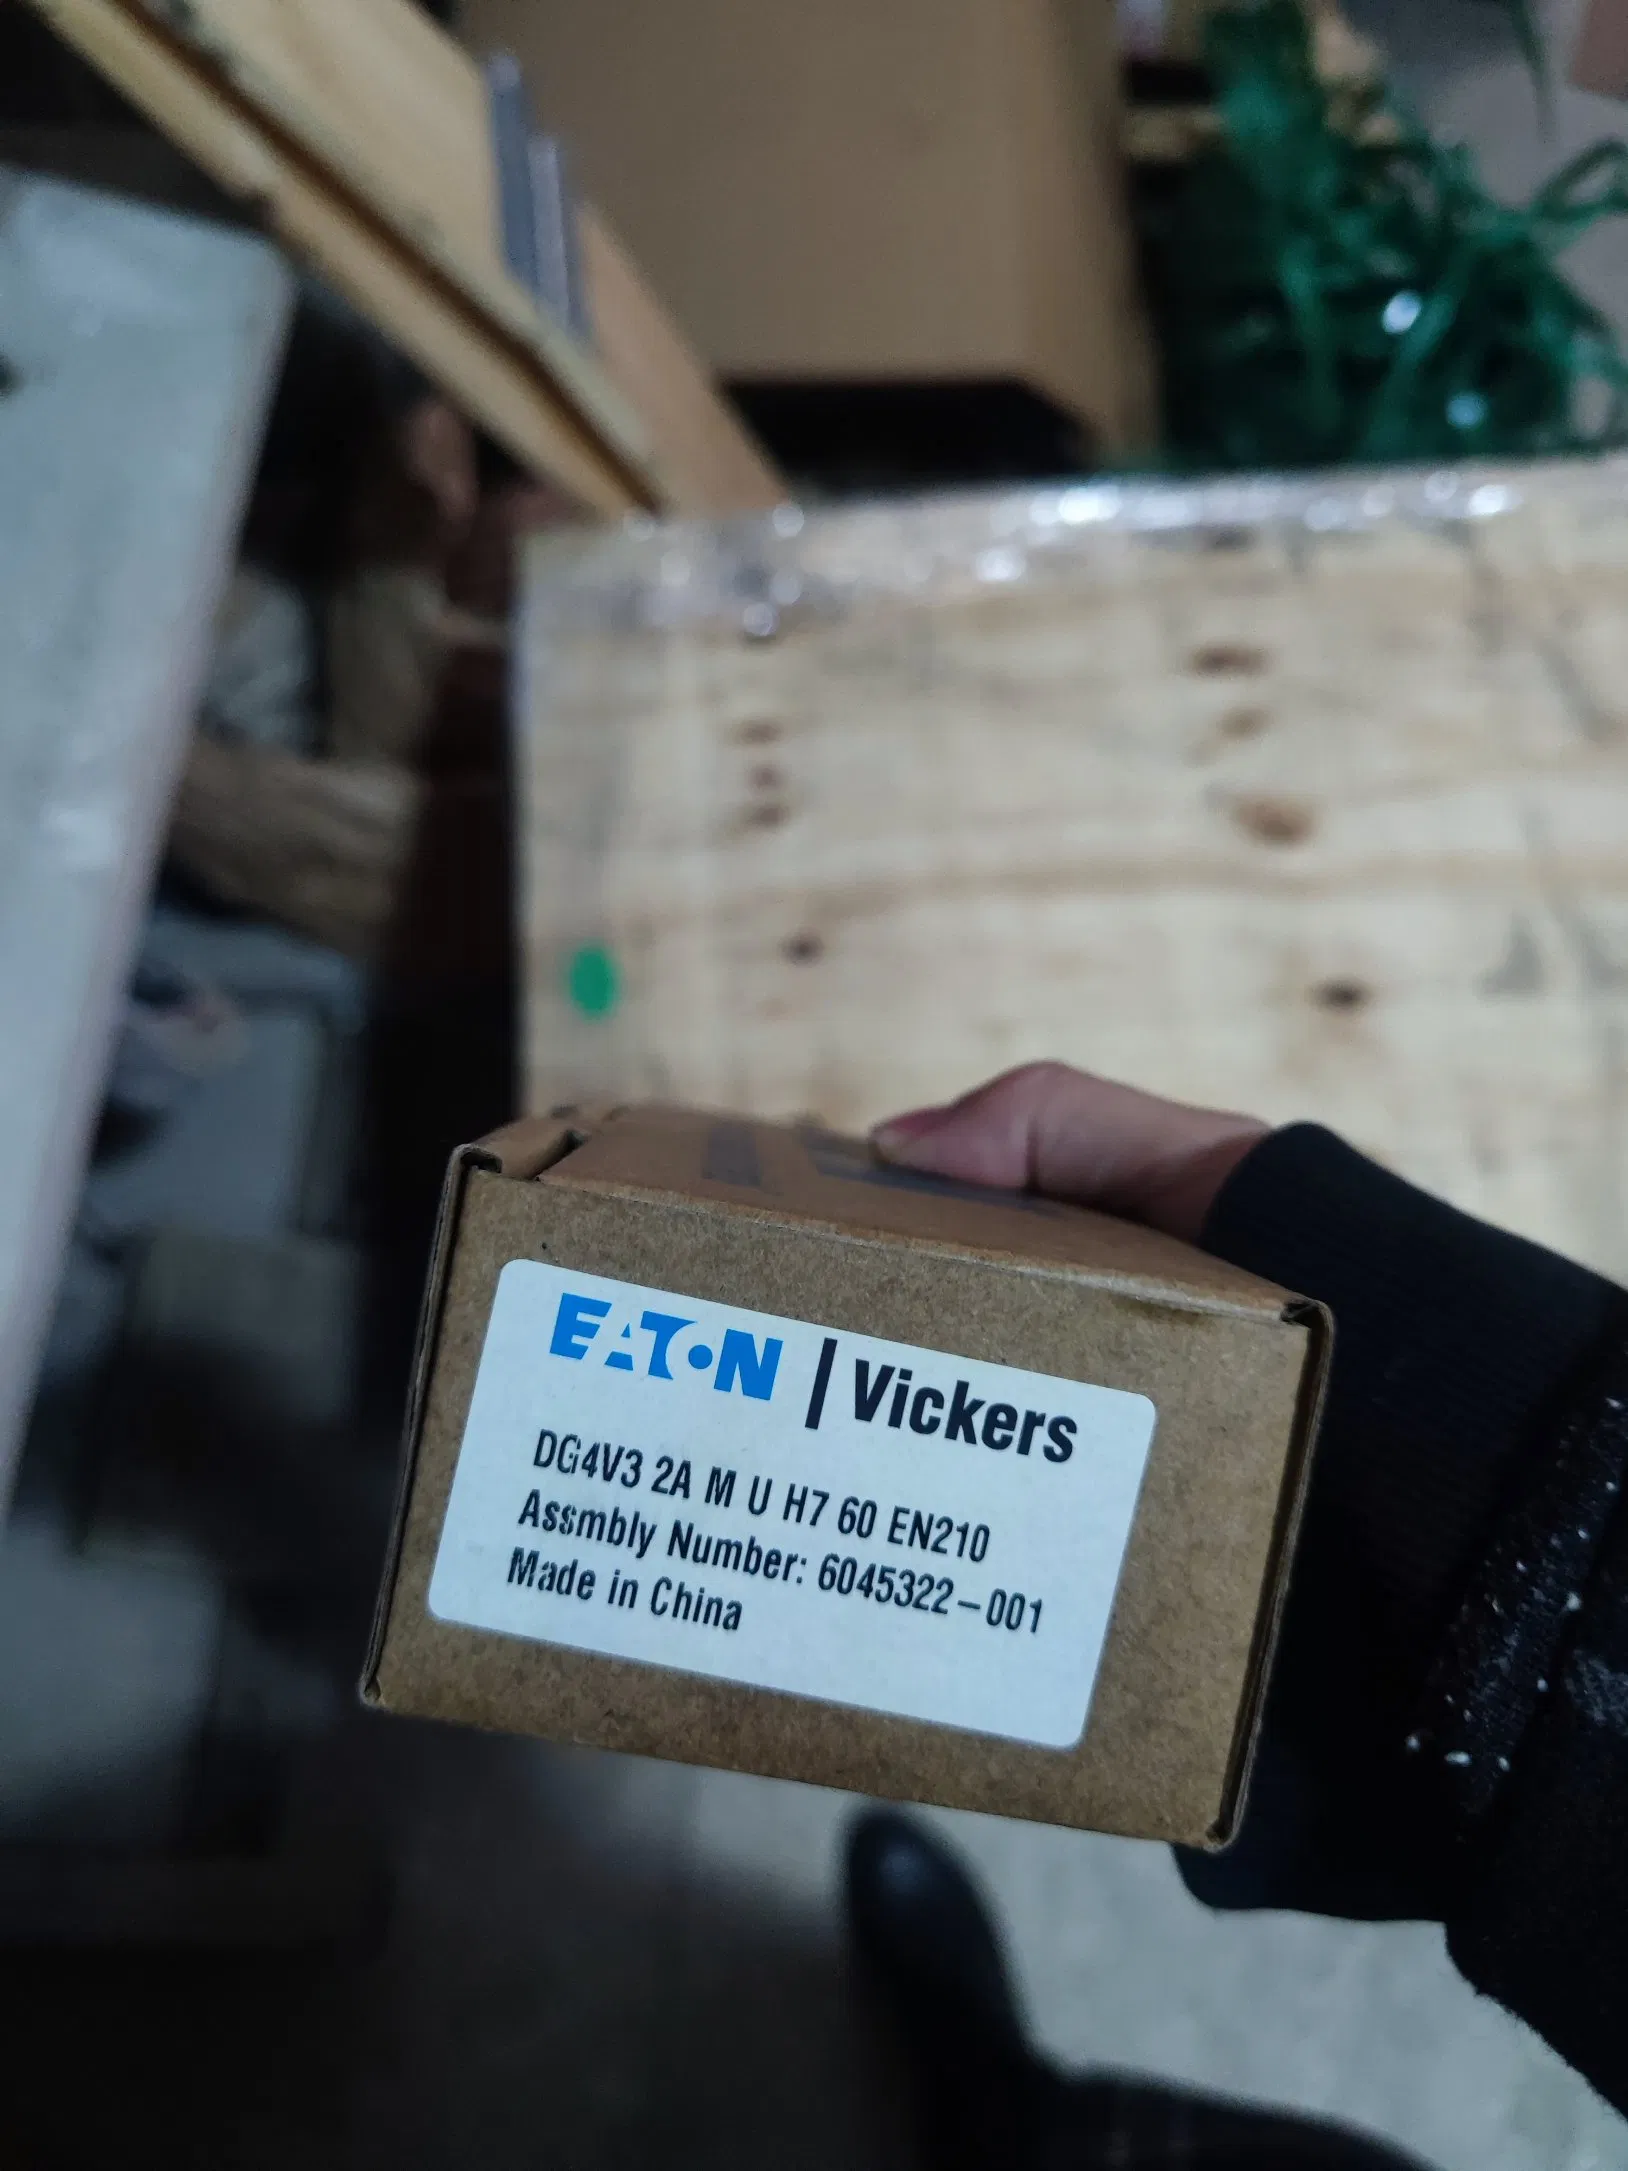 EATON | Vickers
DG4V3 2A M U H7 60 EN210
Assmbly Number: 6045322-001
Made in China